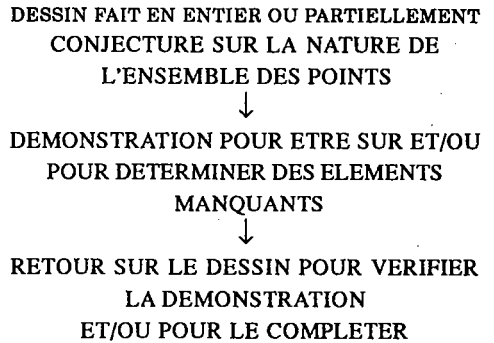 DESSIN FAIT EN ENTIER OU PARTIELLEMENT
CONJECTURE SUR LA NATURE DE
L'ENSEMBLE DES POINTS
↓
DEMONSTRATION POUR ETRE SUR ET/OU
POUR DETERMINER DES ELEMENTS
MANQUANTS
↓
RETOUR SUR LE DESSIN POUR VERIFIER
LA DEMONSTRATION
ET/OU POUR LE COMPLETER